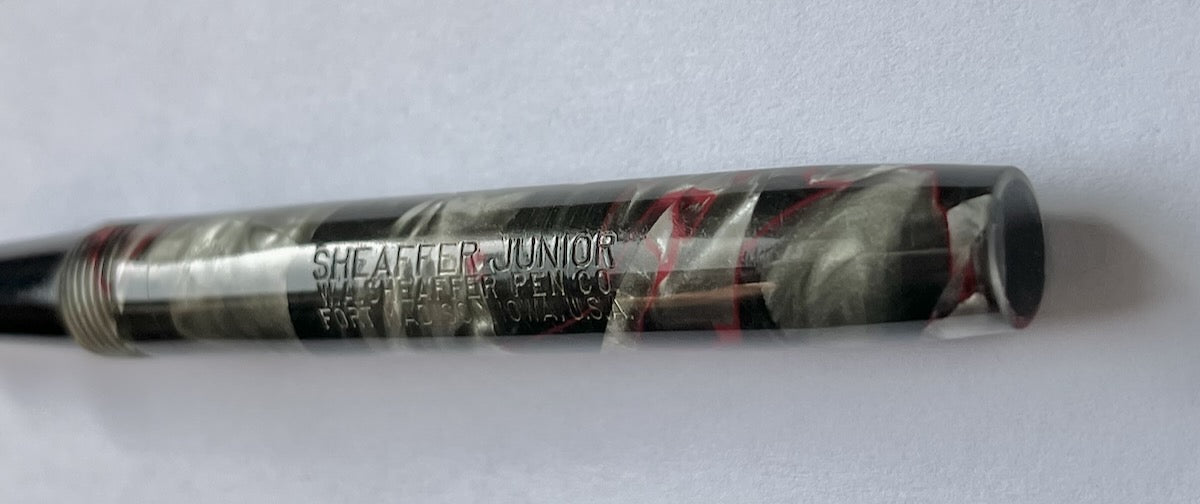 SHEAFFER JUNIOR
W.A.SHEAFFER PEN CO.
FORT MADISON, IOWA, U.S.A.